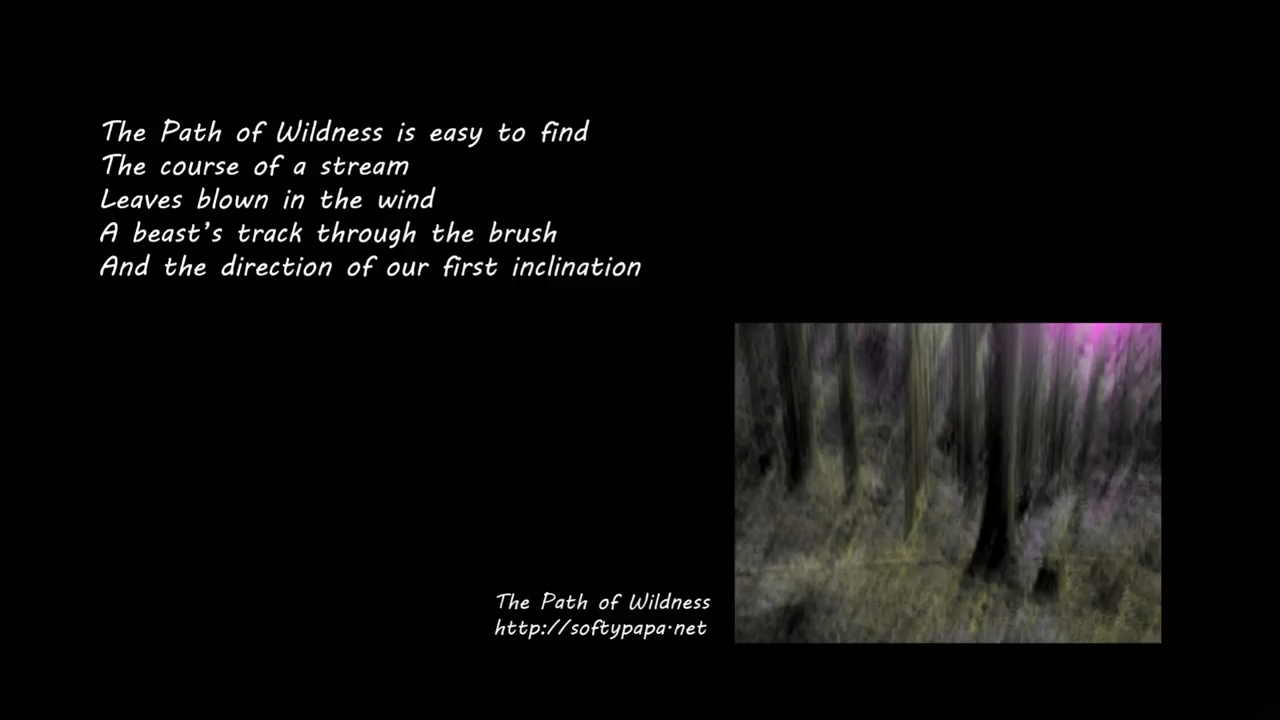 The Path of Wildness is easy to find
The course of a stream
Leaves blown in the wind
A beast's track through the brush
And the direction of our first inclination
The Path of Wildness
http://softypapa.net